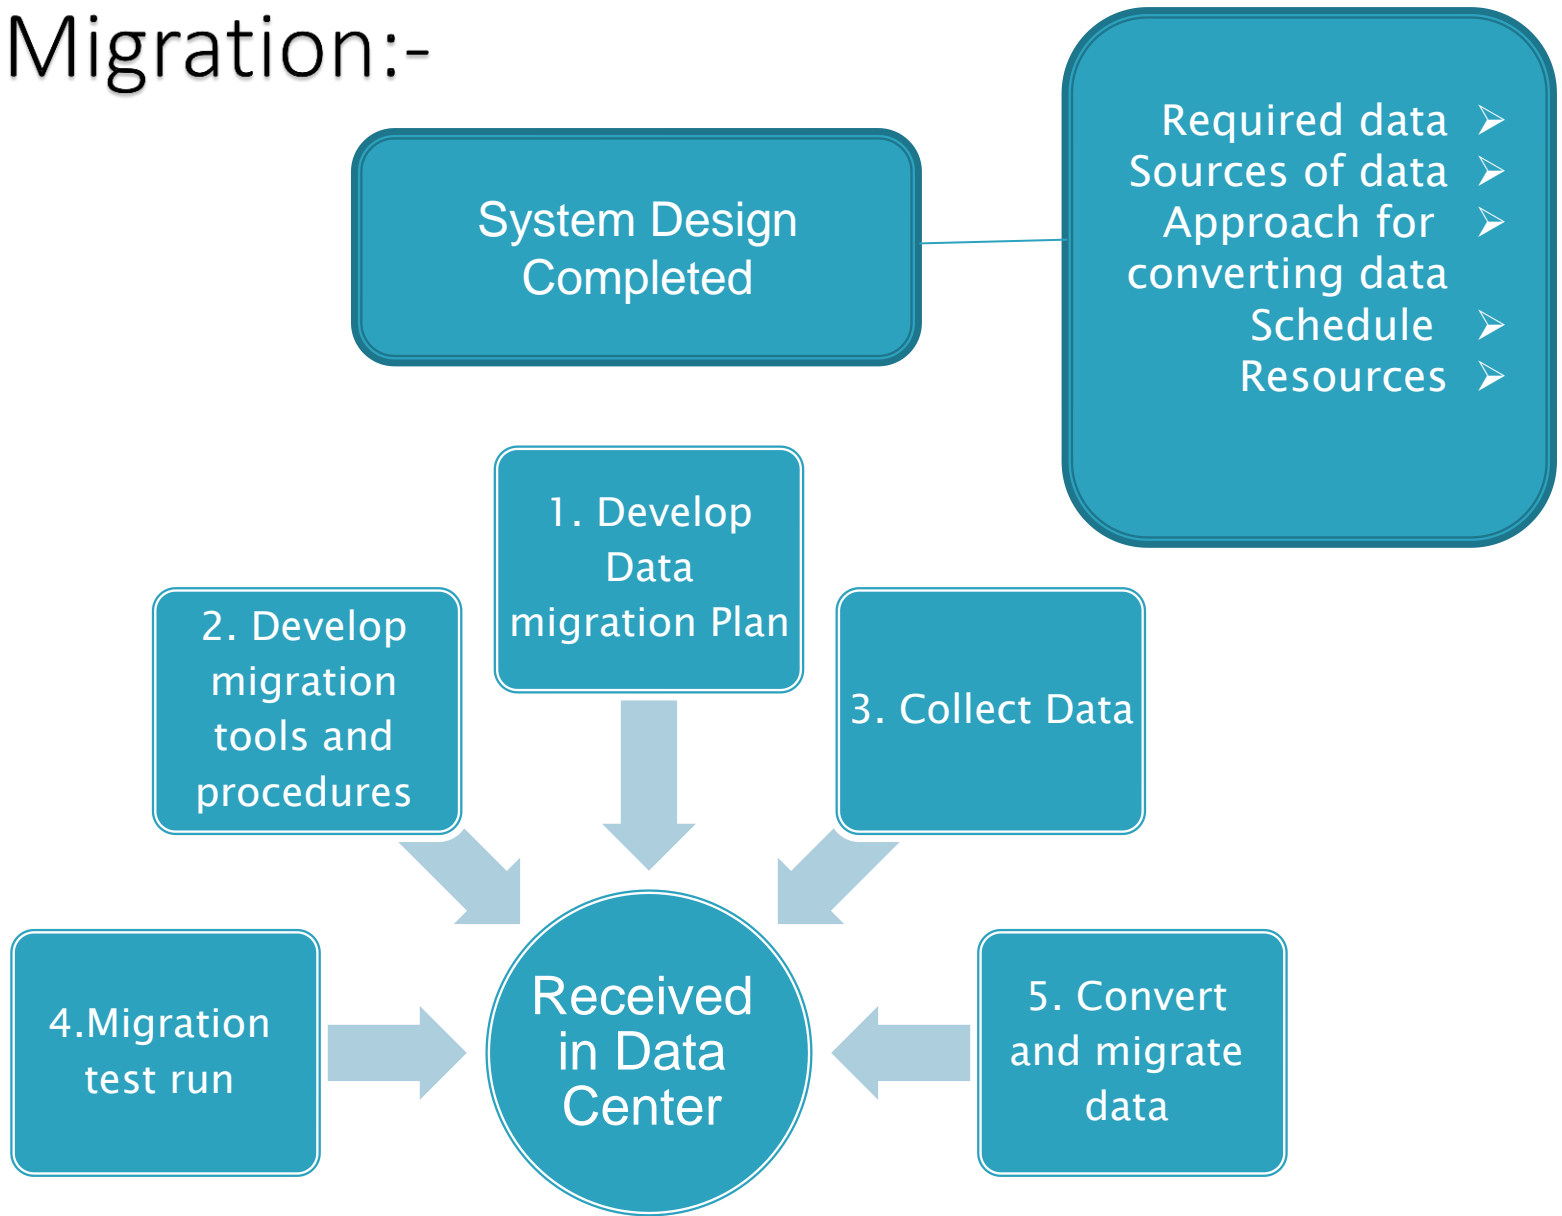 Migration:-
System Design
Completed
Required data ➢
Sources of data ➢
Approach for ➢
converting data
Schedule ➢
Resources ➢
1. Develop
Data
migration Plan
2. Develop
migration
tools and
procedures
3. Collect Data
4.Migration
test run
Received
in Data
Center
5. Convert
and migrate
data